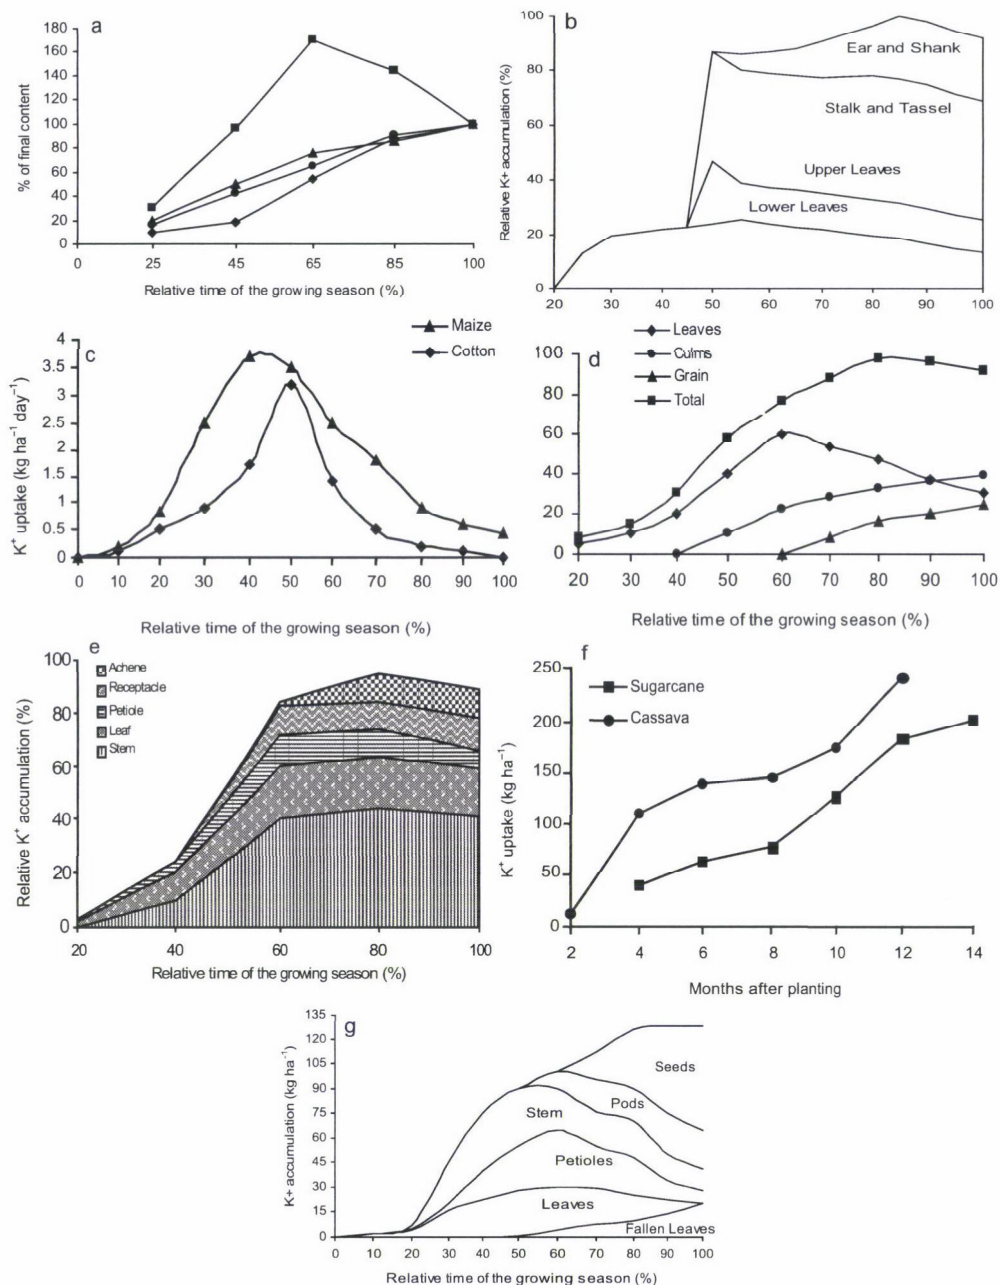 a
% of final content
180
160
140
120
100
80
60
40
20
0
0 25 45 65 85 100
Relative time of the growing season (%)
b
Relative K+ accumulation (%)
100
80
60
40
20
0
Ear and Shank
Stalk and Tassel
Upper Leaves
Lower Leaves
20 30 40 50 60 70 80 90 100
c
Maize
Cotton
K+ uptake (kg ha−1 day−1)
4
3.5
3
2.5
2
1.5
1
0.5
0
0 10 20 30 40 50 60 70 80 90 100
Relative time of the growing season (%)
d
Leaves
Culms
Grain
Total
100
80
60
40
20
0
20 30 40 50 60 70 80 90 100
Relative time of the growing season (%)
e
Achene
Receptacle
Petiole
Leaf
Stem
Relative K+ accumulation (%)
100
80
60
40
20
0
20 40 60 80 100
Relative time of the growing season (%)
f
Sugarcane
Cassava
K+ uptake (kg ha−1)
250
200
150
100
50
0
2 4 6 8 10 12 14
Months after planting
g
K+ accumulation (kg ha−1)
135
120
105
90
75
60
45
30
15
0
Seeds
Pods
Stem
Petioles
Leaves
Fallen Leaves
0 10 20 30 40 50 60 70 80 90 100
Relative time of the growing season (%)